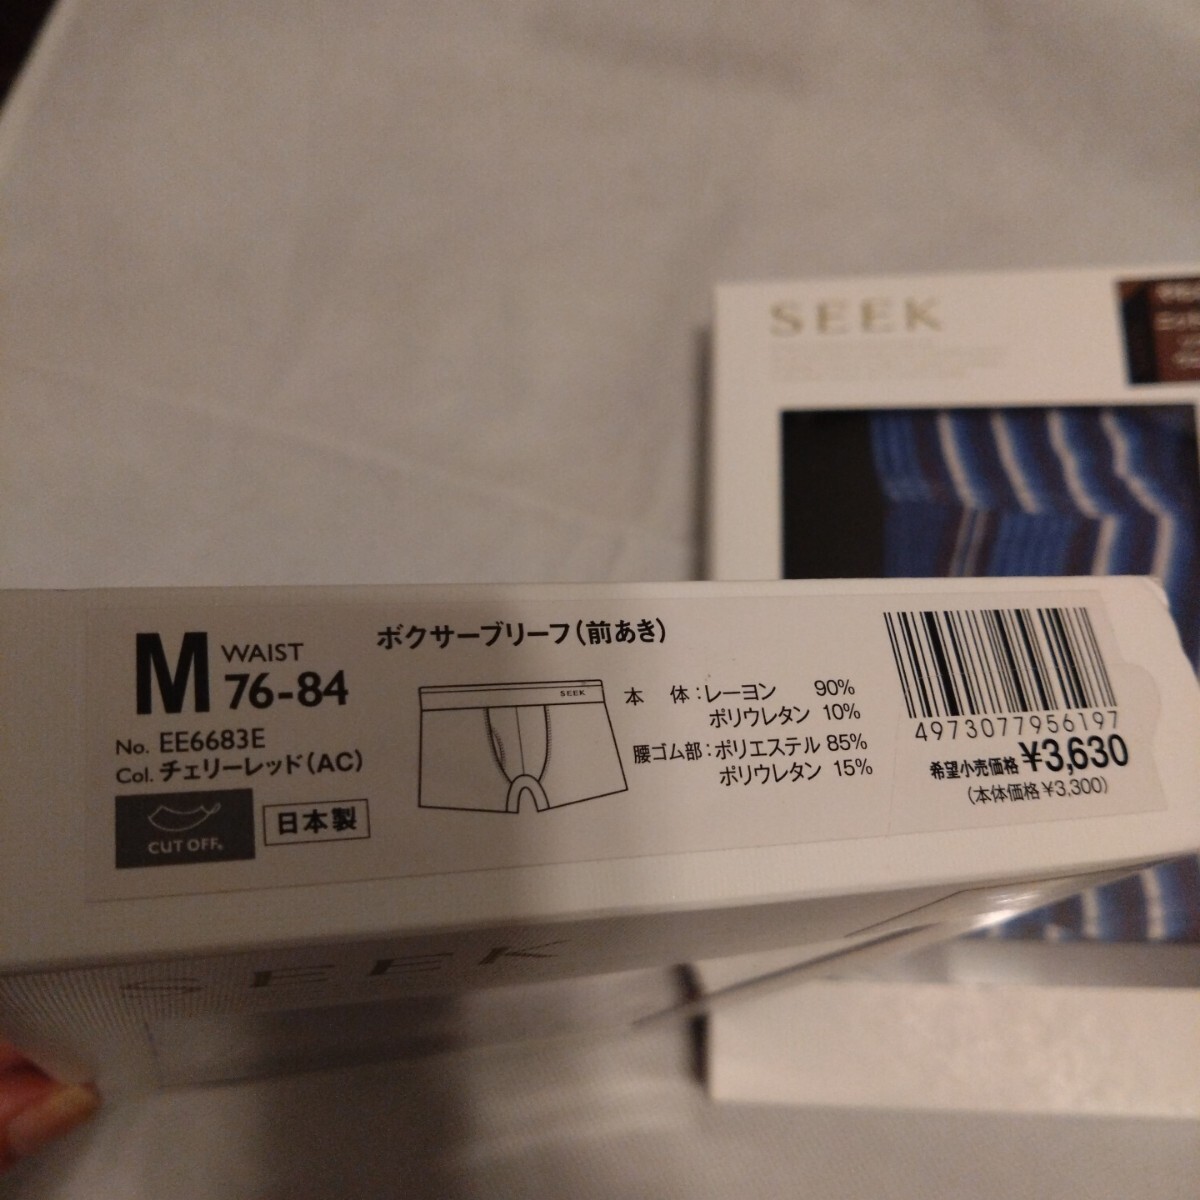 SEEK
M
WAIST
76-84
ボクサーブリーフ(前あき)
No. EE6683E
Col. チェリーレッド(AC)
CUT OFF®
日本製
SEEK
本 体:レーヨン 90%
ポリウレタン 10%
腰ゴム部:ポリエステル 85%
ポリウレタン 15%
4973077956197
希望小売価格¥3,630
(本体価格¥3,300)
SEEK